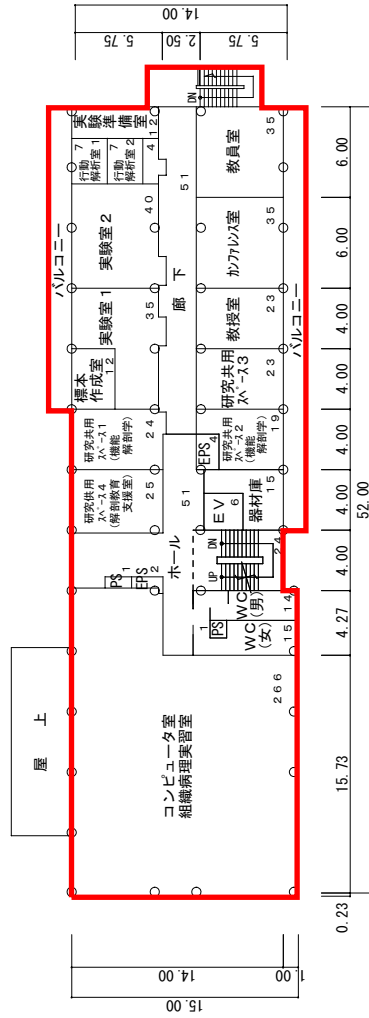 14.00
5.75
2.50
5.75
屋上
バルコニー
コンピュータ室
組織病理実習室
266
PS
1
EPS
2
ホール
51
研究供用
スペース4
(解剖教育
支援室)
25
研究共用
スペース1
(機能
解剖学)
24
標本
作成室
12
実験室1
35
実験室2
40
行動
解析室1
7
行動
解析室2
7
4
実験
準備室
12
廊下
51
PS
1
WC
(女)
15
WC
(男)
14
UP
DN
24
EV
6
器材庫
15
EPS
4
研究共用
スペース2
(機能
解剖学)
19
研究共用
スペース3
23
教授室
23
カンファレンス室
35
教員室
35
DN
バルコニー
0.23
15.73
4.27
4.00
4.00
4.00
4.00
4.00
6.00
6.00
52.00
14.00
1.00
15.00